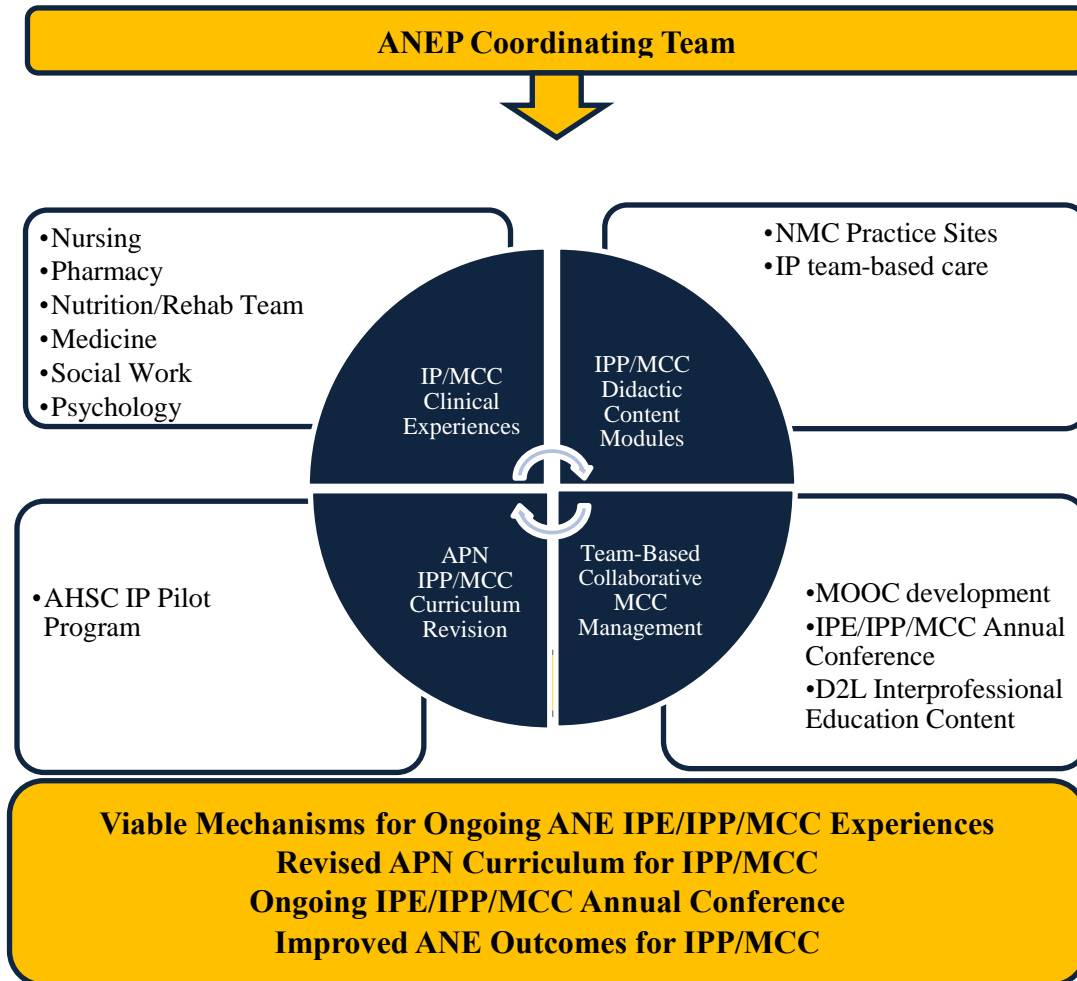 ANEP Coordinating Team
•Nursing
•Pharmacy
•Nutrition/Rehab Team
•Medicine
•Social Work
•Psychology
•NMC Practice Sites
•IP team-based care
IP/MCC
Clinical
Experiences
IPP/MCC
Didactic
Content
Modules
APN
IPP/MCC
Curriculum
Revision
Team-Based
Collaborative
MCC
Management
•AHSC IP Pilot
Program
•MOOC development
•IPE/IPP/MCC Annual
Conference
•D2L Interprofessional
Education Content
Viable Mechanisms for Ongoing ANE IPE/IPP/MCC Experiences
Revised APN Curriculum for IPP/MCC
Ongoing IPE/IPP/MCC Annual Conference
Improved ANE Outcomes for IPP/MCC